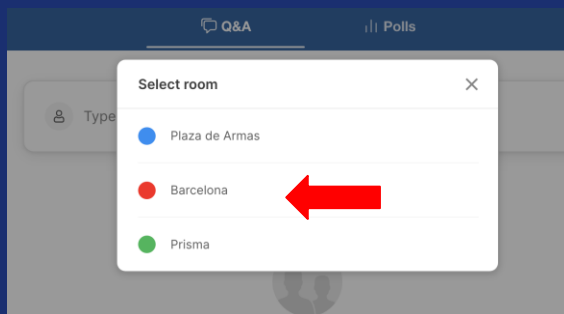 Q&A
Polls
Select room
Type
Plaza de Armas
Barcelona
Prisma